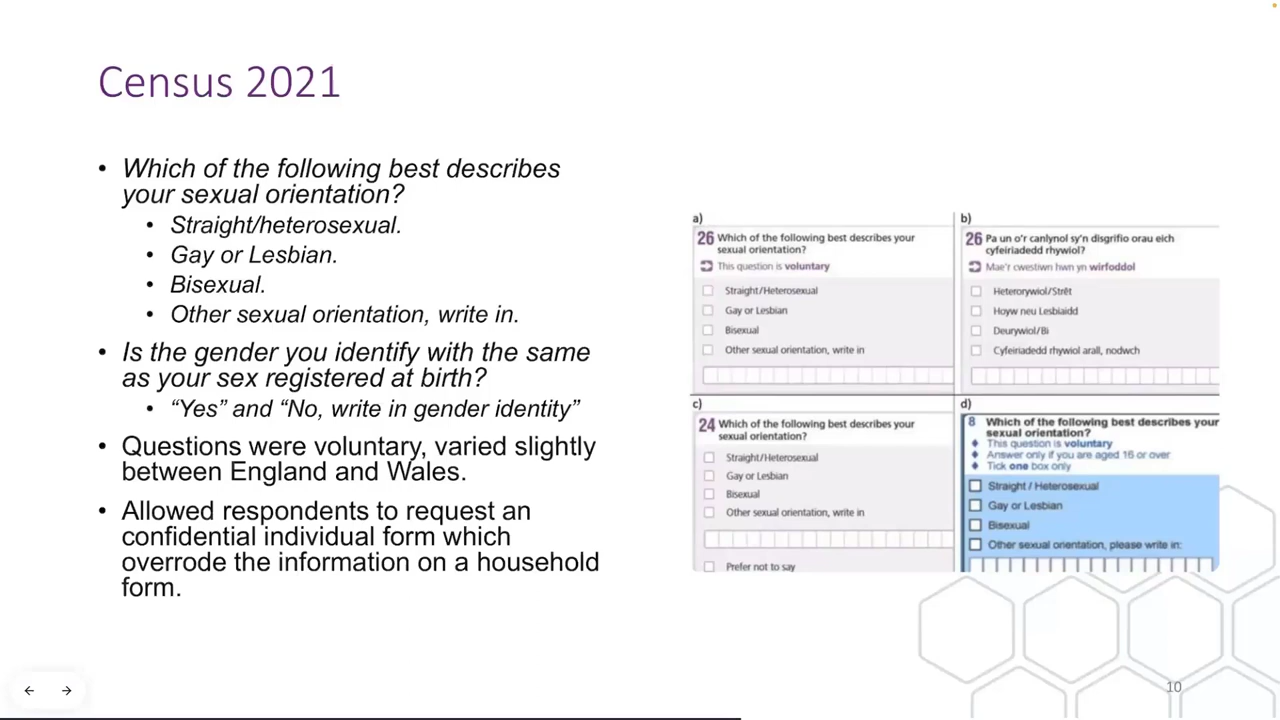 Census 2021
• Which of the following best describes
your sexual orientation?
• Straight/heterosexual.
• Gay or Lesbian.
• Bisexual.
• Other sexual orientation, write in.
• Is the gender you identify with the same
as your sex registered at birth?
• “Yes” and “No, write in gender identity”
• Questions were voluntary, varied slightly
between England and Wales.
• Allowed respondents to request an
confidential individual form which
overrode the information on a household
form.
a)
26 Which of the following best describes your
sexual orientation?
This question is voluntary
Straight/Heterosexual
Gay or Lesbian
Bisexual
Other sexual orientation, write in
b)
26 Pa un o'r canlynol sy'n disgrifio orau eich
cyfeiriadedd rhywiol?
Mae'r cwestiwn hwn yn wirfoddol
Heterorywiol/Strêt
Hoyw neu Lesbiaidd
Deurywiol/Bi
Cyfeiriadedd rhywiol arall, nodwch
c)
24 Which of the following best describes your
sexual orientation?
Straight/Heterosexual
Gay or Lesbian
Bisexual
Other sexual orientation, write in
Prefer not to say
d)
8 Which of the following best describes your
sexual orientation?
♦ This question is voluntary
♦ Answer only if you are aged 16 or over
♦ Tick one box only
Straight / Heterosexual
Gay or Lesbian
Bisexual
Other sexual orientation, please write in:
10